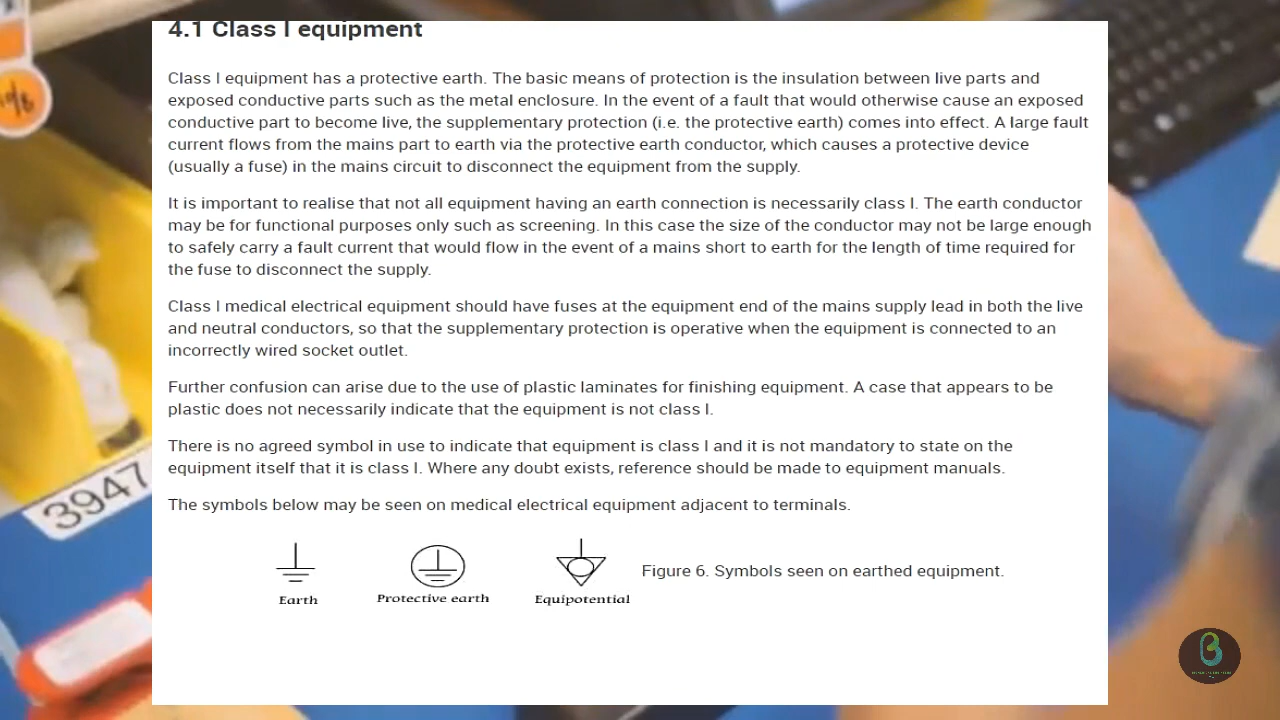 4.1 Class I equipment
Class I equipment has a protective earth. The basic means of protection is the insulation between live parts and
exposed conductive parts such as the metal enclosure. In the event of a fault that would otherwise cause an exposed
conductive part to become live, the supplementary protection (i.e. the protective earth) comes into effect. A large fault
current flows from the mains part to earth via the protective earth conductor, which causes a protective device
(usually a fuse) in the mains circuit to disconnect the equipment from the supply.
It is important to realise that not all equipment having an earth connection is necessarily class I. The earth conductor
may be for functional purposes only such as screening. In this case the size of the conductor may not be large enough
to safely carry a fault current that would flow in the event of a mains short to earth for the length of time required for
the fuse to disconnect the supply.
Class I medical electrical equipment should have fuses at the equipment end of the mains supply lead in both the live
and neutral conductors, so that the supplementary protection is operative when the equipment is connected to an
incorrectly wired socket outlet.
Further confusion can arise due to the use of plastic laminates for finishing equipment. A case that appears to be
plastic does not necessarily indicate that the equipment is not class I.
There is no agreed symbol in use to indicate that equipment is class I and it is not mandatory to state on the
equipment itself that it is class I. Where any doubt exists, reference should be made to equipment manuals.
The symbols below may be seen on medical electrical equipment adjacent to terminals.
Figure 6. Symbols seen on earthed equipment.
Earth
Protective earth
Equipotential
3947